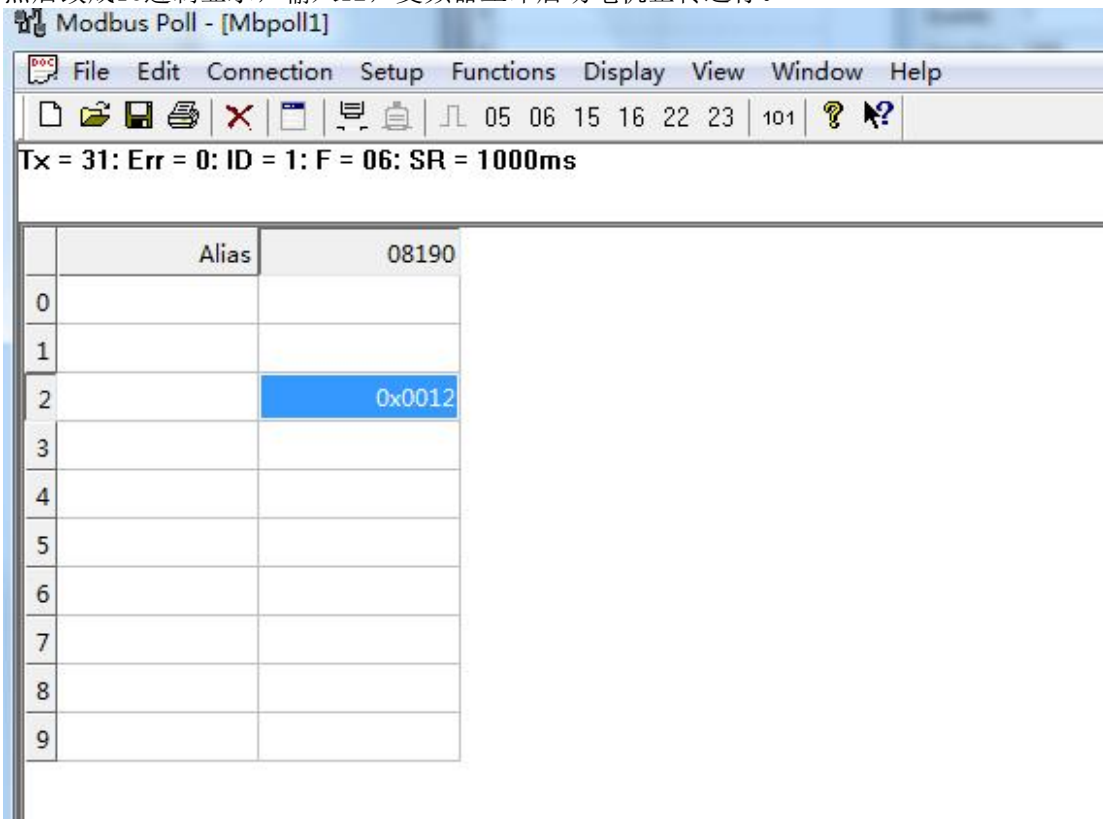 Modbus Poll - [Mbpoll1]
File Edit Connection Setup Functions Display View Window Help
05 06 15 16 22 23 101
Tx = 31: Err = 0: ID = 1: F = 06: SR = 1000ms
Alias 08190
0
1
2 0x0012
3
4
5
6
7
8
9